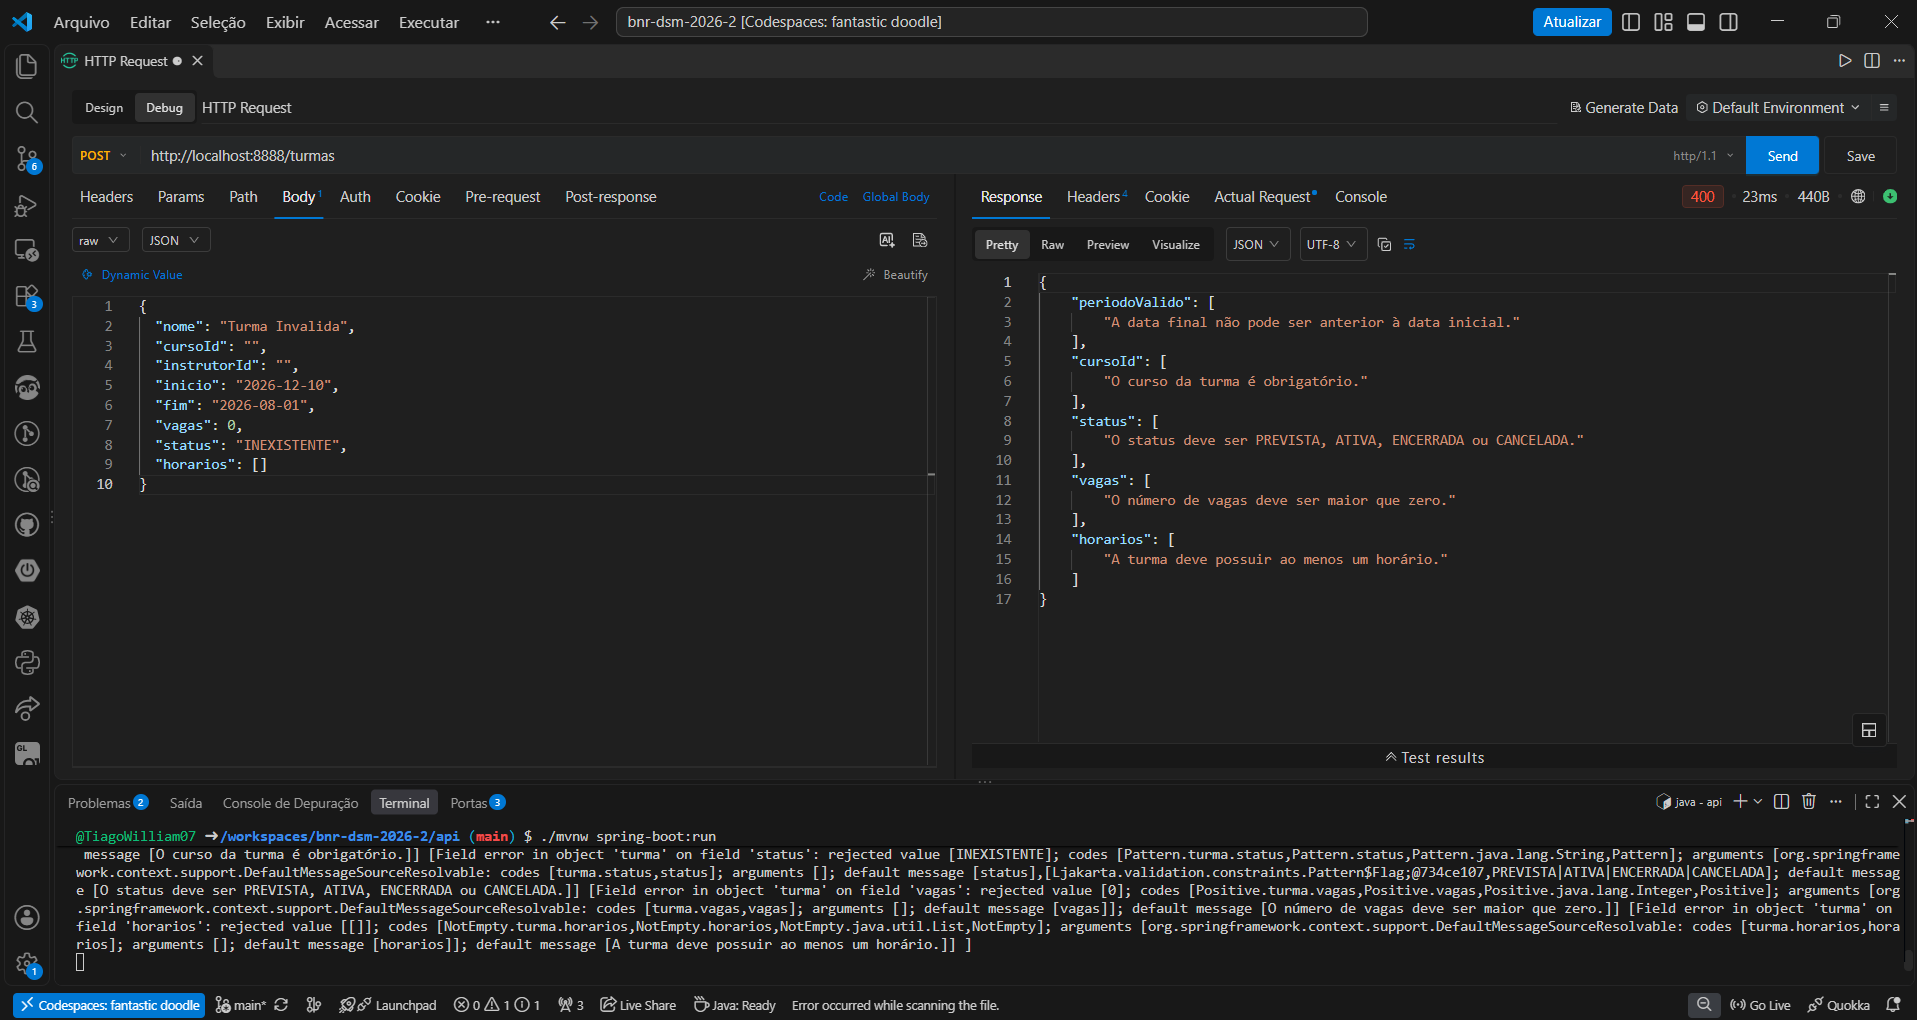 Arquivo Editar Seleção Exibir Acessar Executar ···
bnr-dsm-2026-2 [Codespaces: fantastic doodle]
Atualizar
HTTP Request
Design Debug HTTP Request
Generate Data Default Environment
POST http://localhost:8888/turmas http/1.1 Send Save
Headers Params Path Body 1 Auth Cookie Pre-request Post-response Code Global Body
raw JSON
Dynamic Value Beautify
1 {
2 "nome": "Turma Invalida",
3 "cursoId": "",
4 "instrutorId": "",
5 "inicio": "2026-12-10",
6 "fim": "2026-08-01",
7 "vagas": 0,
8 "status": "INEXISTENTE",
9 "horarios": []
10 }
Response Headers 4 Cookie Actual Request Console 400 23ms 440B
Pretty Raw Preview Visualize JSON UTF-8
1 {
2 "periodoValido": [
3 "A data final não pode ser anterior à data inicial."
4 ],
5 "cursoId": [
6 "O curso da turma é obrigatório."
7 ],
8 "status": [
9 "O status deve ser PREVISTA, ATIVA, ENCERRADA ou CANCELADA."
10 ],
11 "vagas": [
12 "O número de vagas deve ser maior que zero."
13 ],
14 "horarios": [
15 "A turma deve possuir ao menos um horário."
16 ]
17 }
Test results
Problemas 2 Saída Console de Depuração Terminal Portas 3
java - api
@TiagoWilliam07 ➜/workspaces/bnr-dsm-2026-2/api (main) $ ./mvnw spring-boot:run
message [O curso da turma é obrigatório.]] [Field error in object 'turma' on field 'status': rejected value [INEXISTENTE]; codes [Pattern.turma.status,Pattern.status,Pattern.java.lang.String,Pattern]; arguments [org.springframe
work.context.support.DefaultMessageSourceResolvable: codes [turma.status,status]; arguments []; default message [status],[Ljakarta.validation.constraints.Pattern$Flag;@734ce107,PREVISTA|ATIVA|ENCERRADA|CANCELADA]; default messag
e [O status deve ser PREVISTA, ATIVA, ENCERRADA ou CANCELADA.]] [Field error in object 'turma' on field 'vagas': rejected value [0]; codes [Positive.turma.vagas,Positive.vagas,Positive.java.lang.Integer,Positive]; arguments [org
.springframework.context.support.DefaultMessageSourceResolvable: codes [turma.vagas,vagas]; arguments []; default message [vagas]]; default message [O número de vagas deve ser maior que zero.]] [Field error in object 'turma' on
field 'horarios': rejected value [[]]; codes [NotEmpty.turma.horarios,NotEmpty.horarios,NotEmpty.java.util.List,NotEmpty]; arguments [org.springframework.context.support.DefaultMessageSourceResolvable: codes [turma.horarios,hora
rios]; arguments []; default message [horarios]]; default message [A turma deve possuir ao menos um horário.]] ]
Codespaces: fantastic doodle main* Launchpad 0 1 1 3 Live Share Java: Ready Error occurred while scanning the file. Go Live Quokka
6
3
GL
1